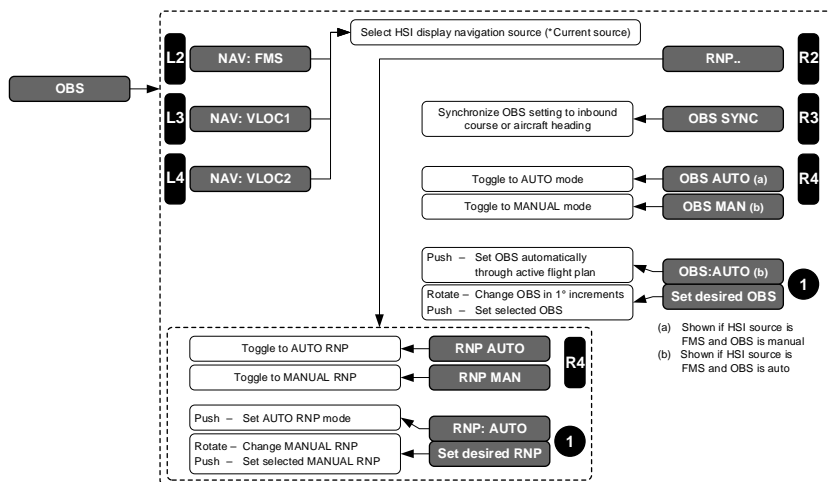 Select HSI display navigation source (*Current source)
L2
NAV: FMS
RNP..
R2
OBS
L3
NAV: VLOC1
Synchronize OBS setting to inbound
course or aircraft heading
OBS SYNC
R3
L4
NAV: VLOC2
Toggle to AUTO mode
OBS AUTO (a)
R4
Toggle to MANUAL mode
OBS MAN (b)
Push – Set OBS automatically
through active flight plan
OBS:AUTO (b)
1
Rotate – Change OBS in 1° increments
Push – Set selected OBS
Set desired OBS
(a) Shown if HSI source is
FMS and OBS is manual
(b) Shown if HSI source is
FMS and OBS is auto
Toggle to AUTO RNP
RNP AUTO
R4
Toggle to MANUAL RNP
RNP MAN
Push – Set AUTO RNP mode
RNP: AUTO
1
Rotate – Change MANUAL RNP
Push – Set selected MANUAL RNP
Set desired RNP